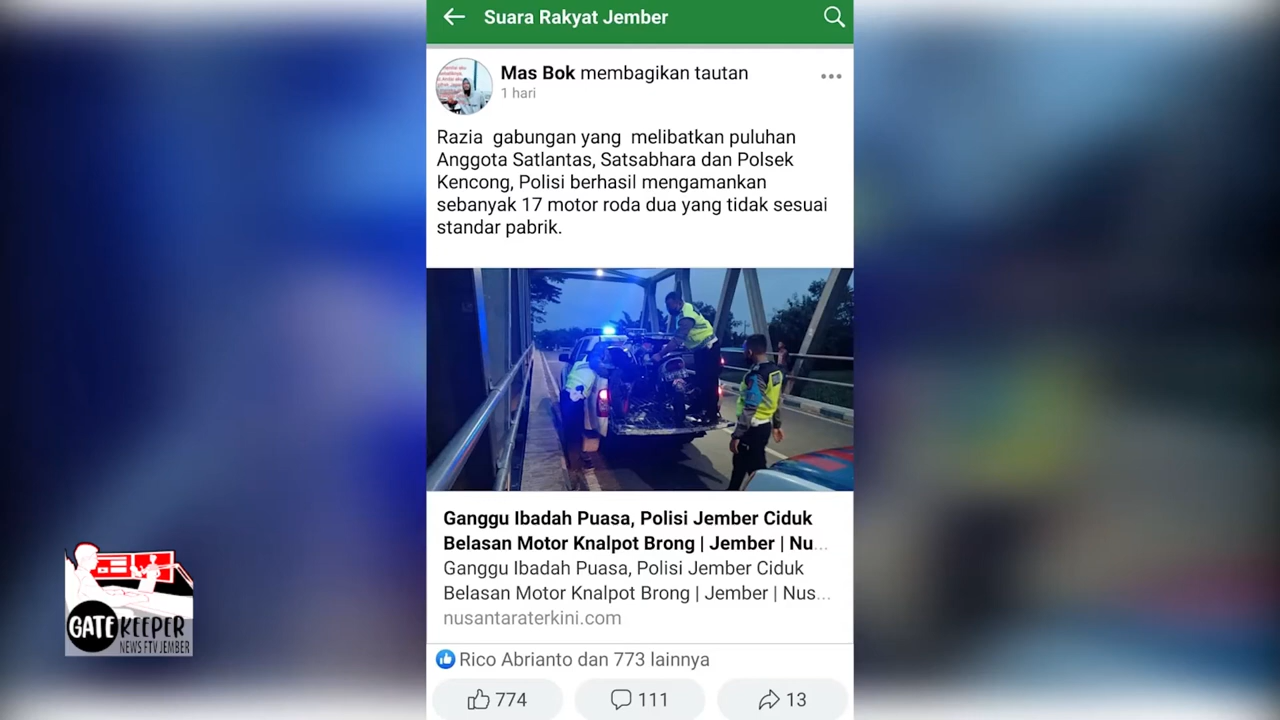 Suara Rakyat Jember
Mas Bok membagikan tautan
1 hari
Razia gabungan yang melibatkan puluhan
Anggota Satlantas, Satsabhara dan Polsek
Kencong, Polisi berhasil mengamankan
sebanyak 17 motor roda dua yang tidak sesuai
standar pabrik.
Ganggu Ibadah Puasa, Polisi Jember Ciduk
Belasan Motor Knalpot Brong | Jember | Nu...
Ganggu Ibadah Puasa, Polisi Jember Ciduk
Belasan Motor Knalpot Brong | Jember | Nus...
nusantaraterkini.com
Rico Abrianto dan 773 lainnya
774 111 13
GATEKEEPER
NEWS FTV JEMBER